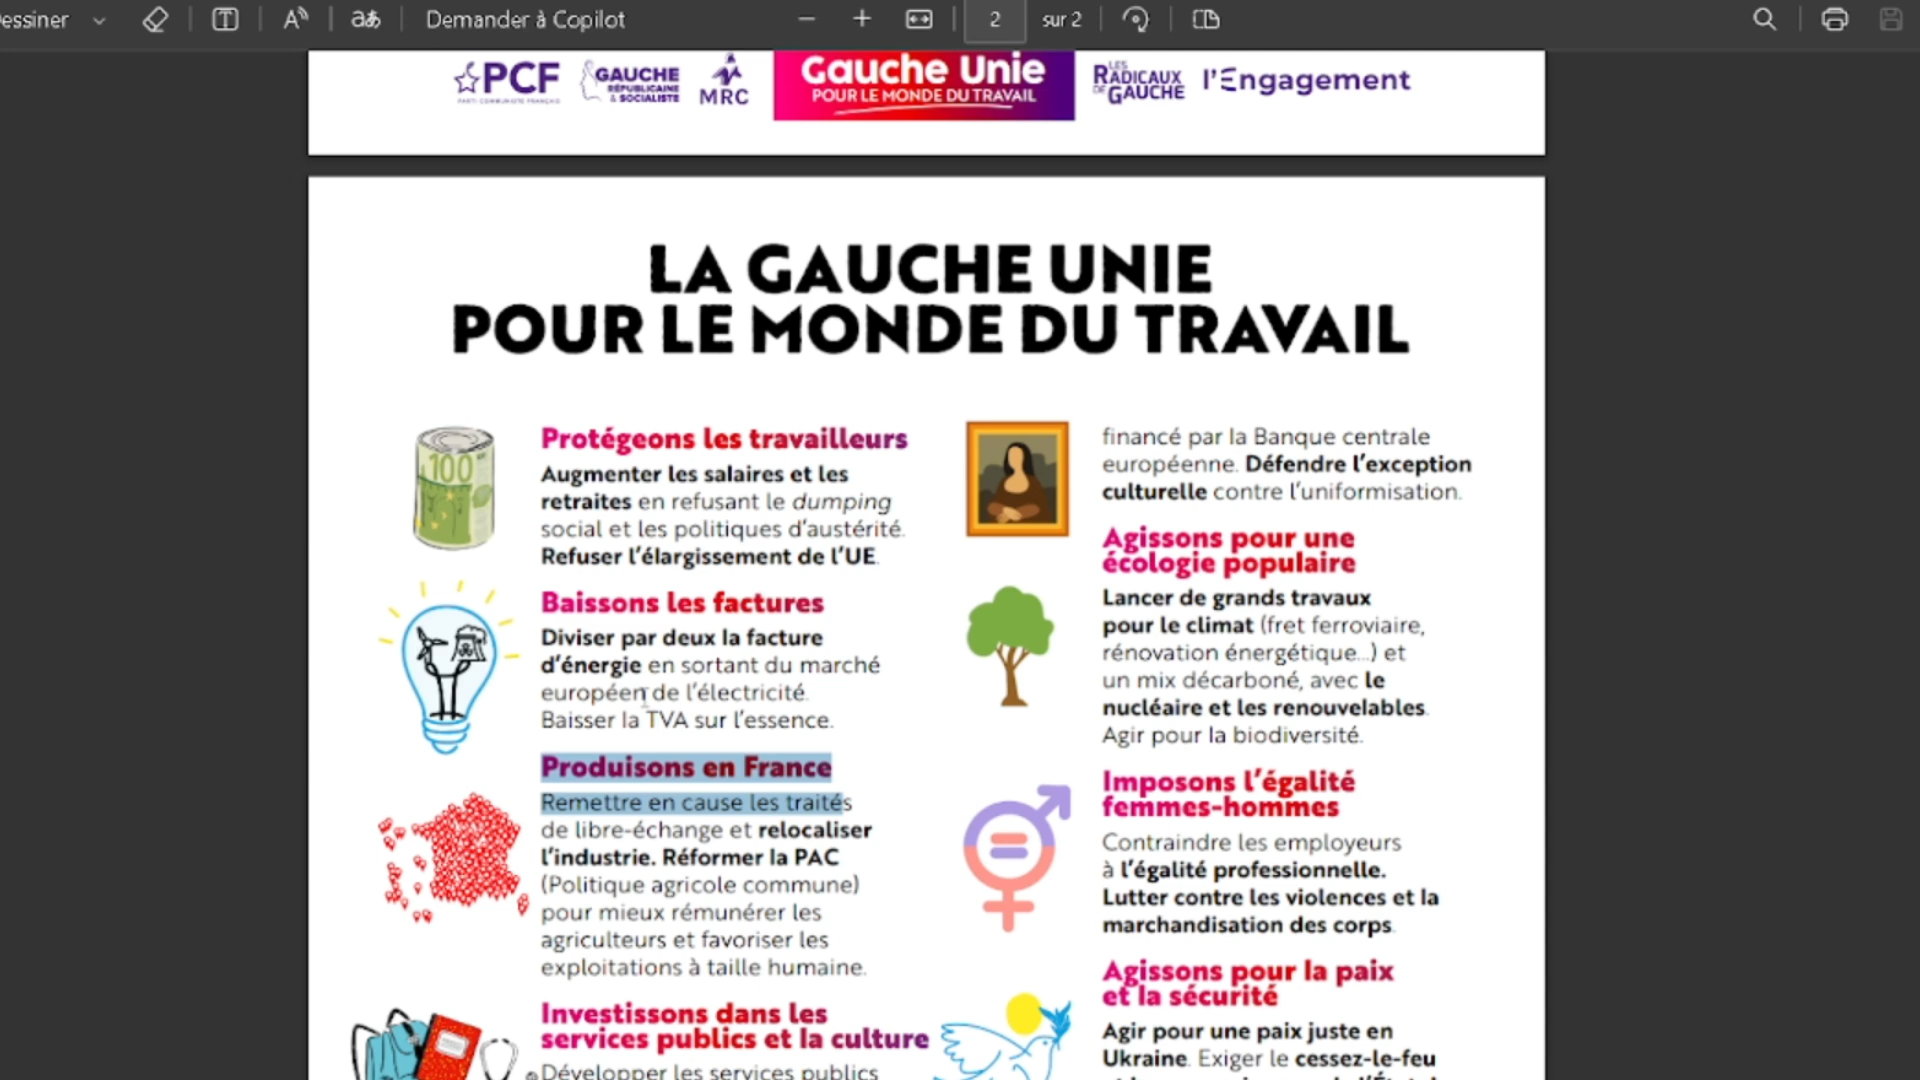 essiner
A
aあ
Demander à Copilot
2
sur 2
PCF
PARTI COMMUNISTE FRANÇAIS
GAUCHE
RÉPUBLICAINE
& SOCIALISTE
MRC
Gauche Unie
POUR LE MONDE DU TRAVAIL
LES
RADICAUX
DE GAUCHE
l'Engagement
LA GAUCHE UNIE
POUR LE MONDE DU TRAVAIL
100
Protégeons les travailleurs
Augmenter les salaires et les
retraites en refusant le dumping
social et les politiques d'austérité.
Refuser l'élargissement de l'UE.
Baissons les factures
Diviser par deux la facture
d'énergie en sortant du marché
européen de l'électricité.
Baisser la TVA sur l'essence.
Produisons en France
Remettre en cause les traités
de libre-échange et relocaliser
l'industrie. Réformer la PAC
(Politique agricole commune)
pour mieux rémunérer les
agriculteurs et favoriser les
exploitations à taille humaine.
Investissons dans les
services publics et la culture
Développer les services publics
financé par la Banque centrale
européenne. Défendre l'exception
culturelle contre l'uniformisation.
Agissons pour une
écologie populaire
Lancer de grands travaux
pour le climat (fret ferroviaire,
rénovation énergétique...) et
un mix décarboné, avec le
nucléaire et les renouvelables.
Agir pour la biodiversité.
Imposons l'égalité
femmes-hommes
Contraindre les employeurs
à l'égalité professionnelle.
Lutter contre les violences et la
marchandisation des corps.
Agissons pour la paix
et la sécurité
Agir pour une paix juste en
Ukraine. Exiger le cessez-le-feu